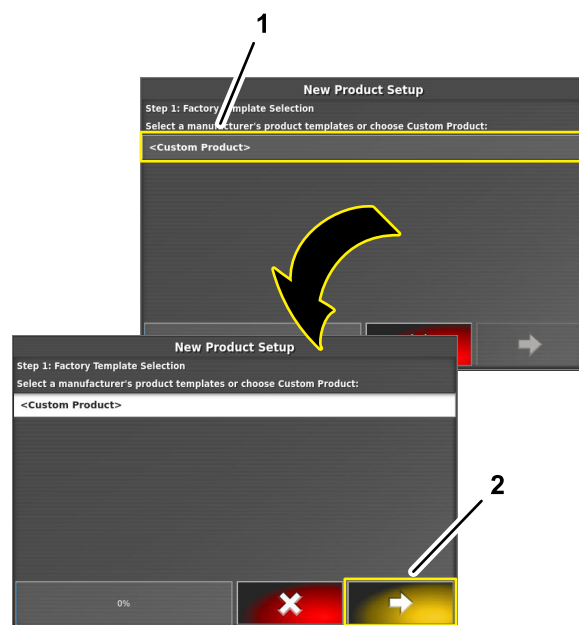 1
New Product Setup
Step 1: Factory Template Selection
Select a manufacturer's product templates or choose Custom Product:
<Custom Product>
New Product Setup
Step 1: Factory Template Selection
Select a manufacturer's product templates or choose Custom Product:
<Custom Product>
2
0%